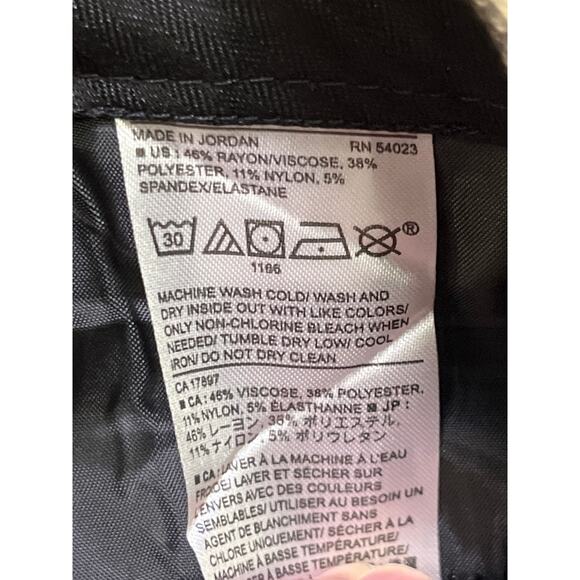 MADE IN JORDAN RN 54023
■ US : 46% RAYON/VISCOSE, 38%
POLYESTER, 11% NYLON, 5%
SPANDEX/ELASTANE
30 ®
1166
MACHINE WASH COLD/ WASH AND
DRY INSIDE OUT WITH LIKE COLORS/
ONLY NON-CHLORINE BLEACH WHEN
NEEDED/ TUMBLE DRY LOW/ COOL
IRON/ DO NOT DRY CLEAN
CA 17897
■ CA : 46% VISCOSE, 38% POLYESTER,
11% NYLON, 5% ÉLASTHANNE ■ JP :
46% レーヨン, 38% ポリエステル,
11% ナイロン, 5% ポリウレタン
■ CA : LAVER À LA MACHINE À L'EAU
FROIDE/ LAVER ET SÉCHER SUR
L'ENVERS AVEC DES COULEURS
SEMBLABLES/ UTILISER AU BESOIN UN
AGENT DE BLANCHIMENT SANS
CHLORE UNIQUEMENT/ SÉCHER À LA
MACHINE À BASSE TEMPÉRATURE/
À BASSE TEMPÉRATURE/